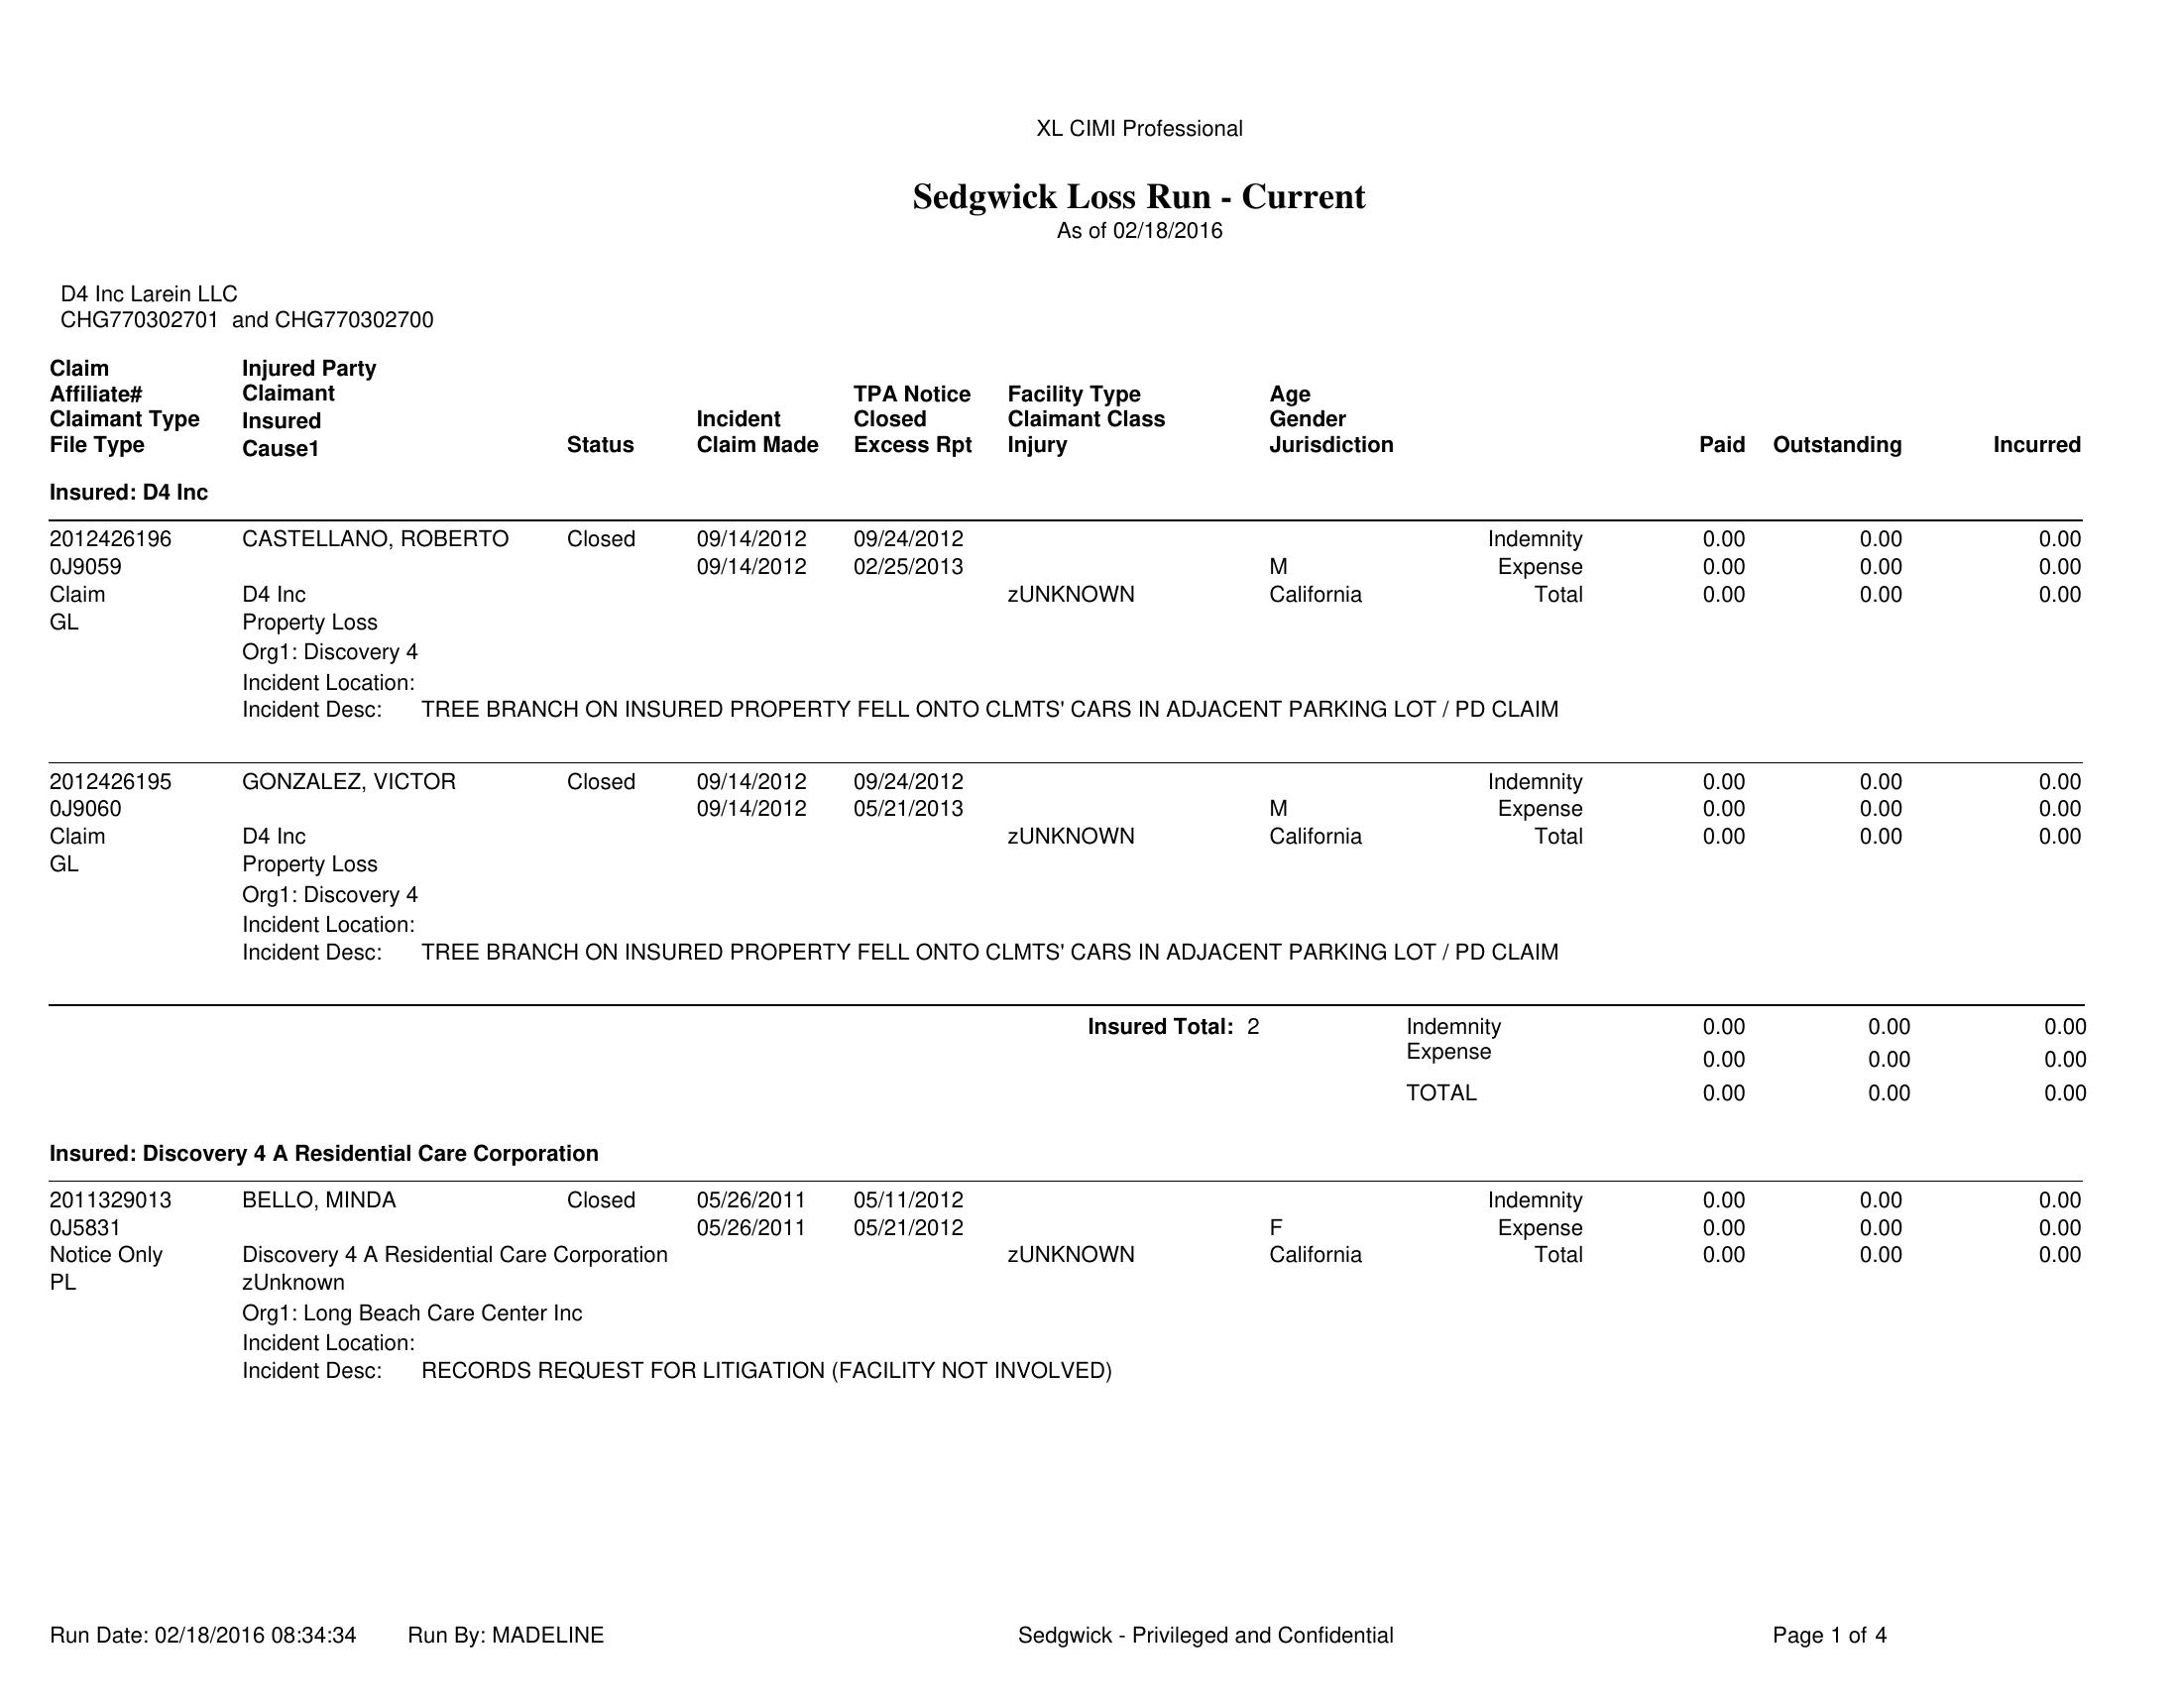 XL CIMI Professional
Sedgwick Loss Run - Current
As of 02/18/2016
D4 Inc Larein LLC
CHG770302701 and CHG770302700
Claim Injured Party
Affiliate# Claimant TPA Notice Facility Type Age
Claimant Type Insured Incident Closed Claimant Class Gender
File Type Cause1 Status Claim Made Excess Rpt Injury Jurisdiction Paid Outstanding Incurred
Insured: D4 Inc
2012426196 CASTELLANO, ROBERTO Closed 09/14/2012 09/24/2012 Indemnity 0.00 0.00 0.00
0J9059 09/14/2012 02/25/2013 M Expense 0.00 0.00 0.00
Claim D4 Inc zUNKNOWN California Total 0.00 0.00 0.00
GL Property Loss
Org1: Discovery 4
Incident Location:
Incident Desc: TREE BRANCH ON INSURED PROPERTY FELL ONTO CLMTS' CARS IN ADJACENT PARKING LOT / PD CLAIM
2012426195 GONZALEZ, VICTOR Closed 09/14/2012 09/24/2012 Indemnity 0.00 0.00 0.00
0J9060 09/14/2012 05/21/2013 M Expense 0.00 0.00 0.00
Claim D4 Inc zUNKNOWN California Total 0.00 0.00 0.00
GL Property Loss
Org1: Discovery 4
Incident Location:
Incident Desc: TREE BRANCH ON INSURED PROPERTY FELL ONTO CLMTS' CARS IN ADJACENT PARKING LOT / PD CLAIM
Insured Total: 2 Indemnity 0.00 0.00 0.00
Expense 0.00 0.00 0.00
TOTAL 0.00 0.00 0.00
Insured: Discovery 4 A Residential Care Corporation
2011329013 BELLO, MINDA Closed 05/26/2011 05/11/2012 Indemnity 0.00 0.00 0.00
0J5831 05/26/2011 05/21/2012 F Expense 0.00 0.00 0.00
Notice Only Discovery 4 A Residential Care Corporation zUNKNOWN California Total 0.00 0.00 0.00
PL zUnknown
Org1: Long Beach Care Center Inc
Incident Location:
Incident Desc: RECORDS REQUEST FOR LITIGATION (FACILITY NOT INVOLVED)
Run Date: 02/18/2016 08:34:34 Run By: MADELINE Sedgwick - Privileged and Confidential Page 1 of 4